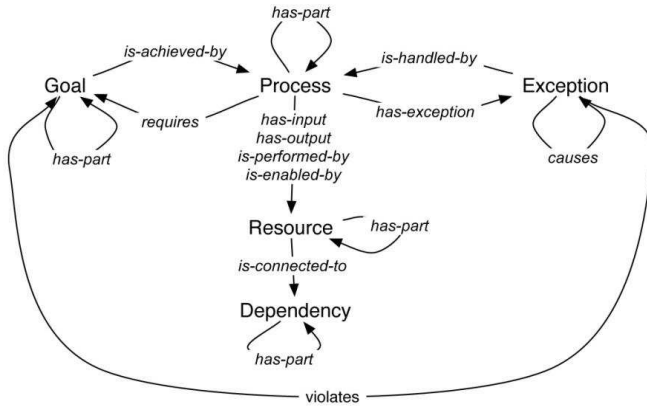 has-part
is-achieved-by
is-handled-by
Goal
Process
Exception
requires
has-exception
has-input
has-output
is-performed-by
is-enabled-by
has-part
causes
Resource
has-part
is-connected-to
Dependency
has-part
violates